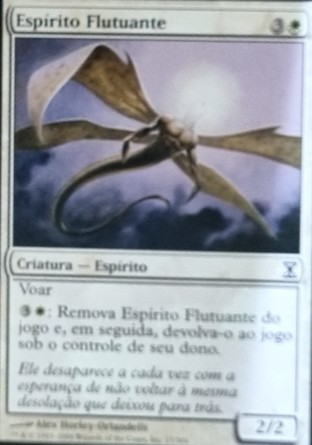 Espírito Flutuante 3
Criatura — Espírito
Voar
3 : Remova Espírito Flutuante do
jogo e, em seguida, devolva-o ao jogo
sob o controle de seu dono.
Ele desaparece a cada vez com a
esperança de não voltar à mesma
desolação que deixou para trás.
Alex Horley-Orlandelli
2/2